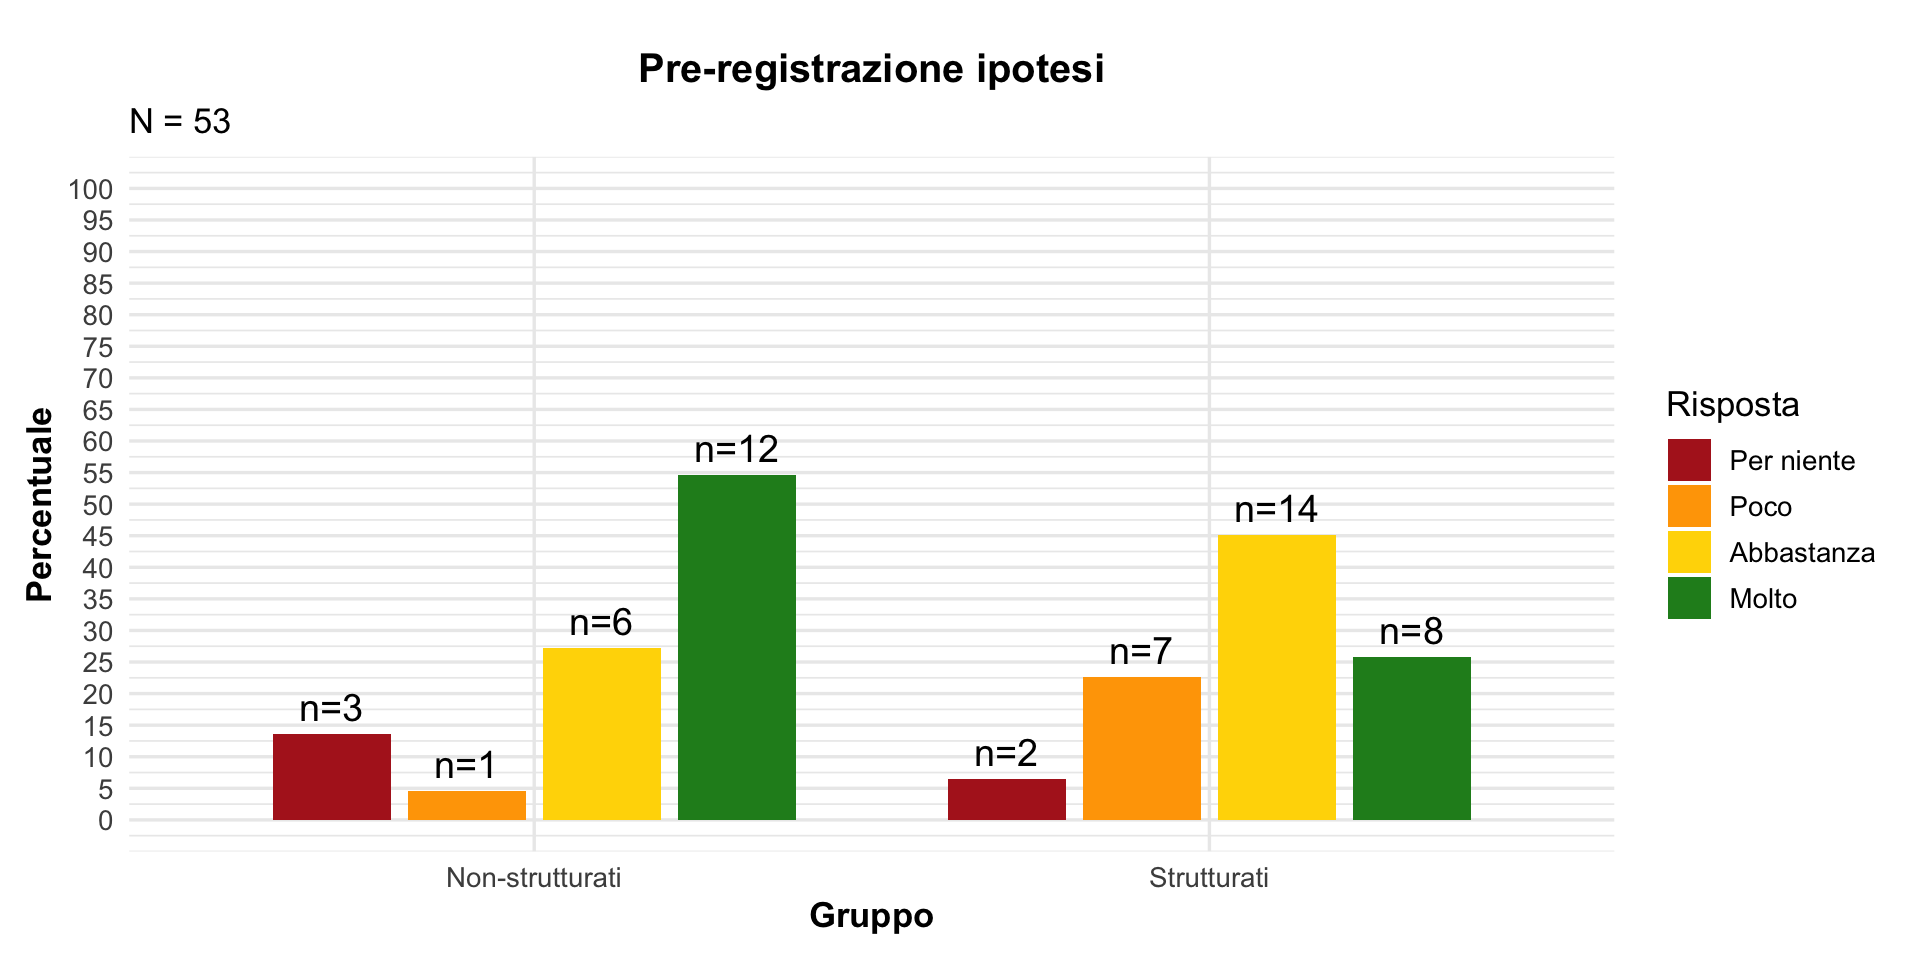 Pre-registrazione ipotesi
N = 53
Percentuale
100
95
90
85
80
75
70
65
60
55
50
45
40
35
30
25
20
15
10
5
0
n=3
n=1
n=6
n=12
n=2
n=7
n=14
n=8
Non-strutturati
Strutturati
Gruppo
Risposta
Per niente
Poco
Abbastanza
Molto